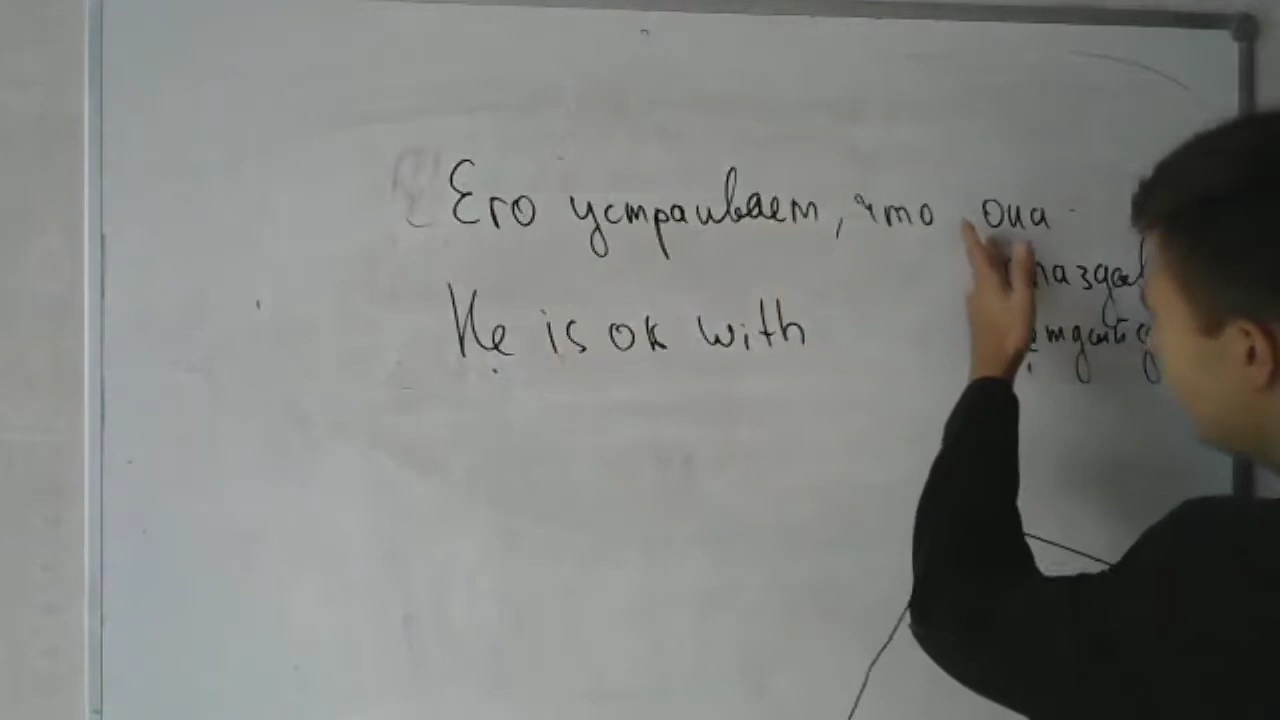 Его устраивает, что она
He is ok with